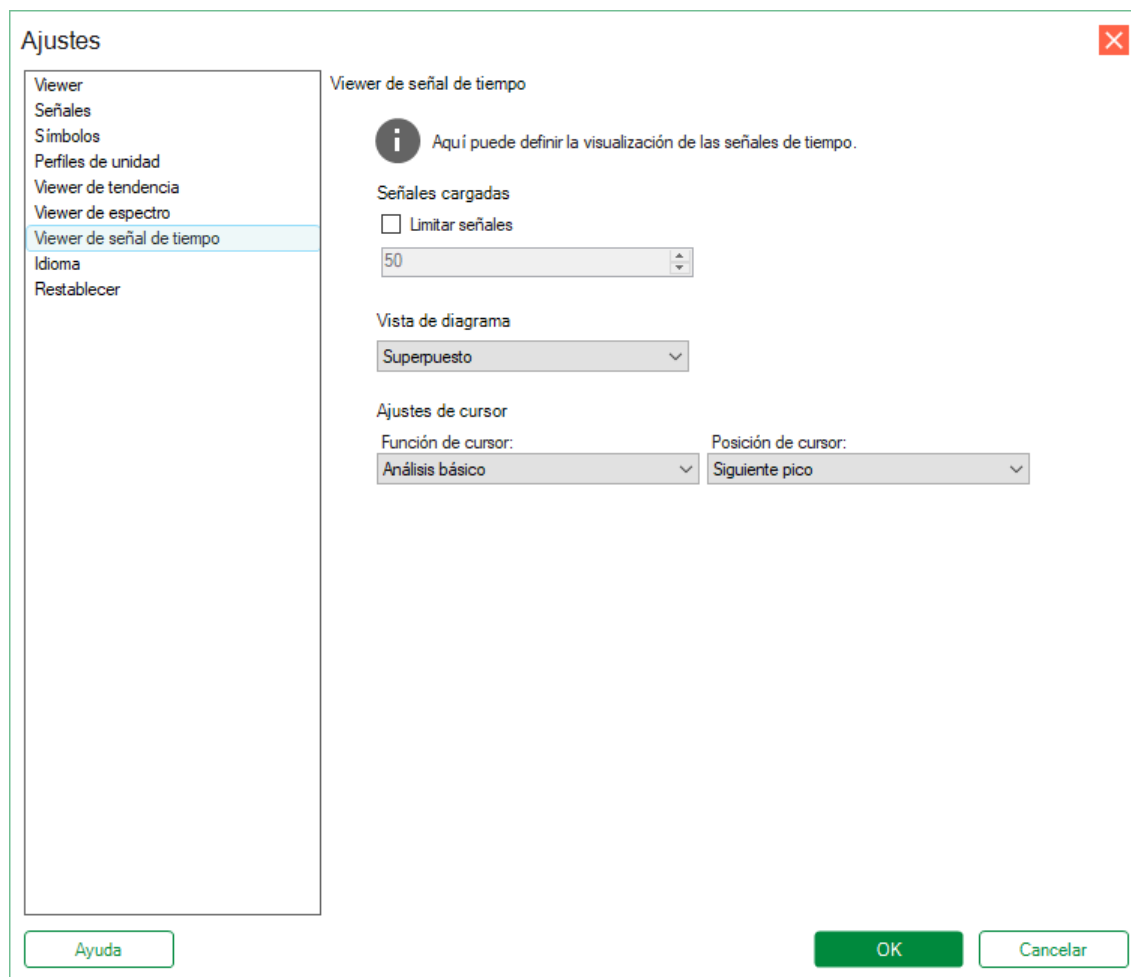 Ajustes
Viewer
Señales
Símbolos
Perfiles de unidad
Viewer de tendencia
Viewer de espectro
Viewer de señal de tiempo
Idioma
Restablecer
Viewer de señal de tiempo
Aquí puede definir la visualización de las señales de tiempo.
Señales cargadas
Limitar señales
50
Vista de diagrama
Superpuesto
Ajustes de cursor
Función de cursor: Posición de cursor:
Análisis básico Siguiente pico
Ayuda OK Cancelar